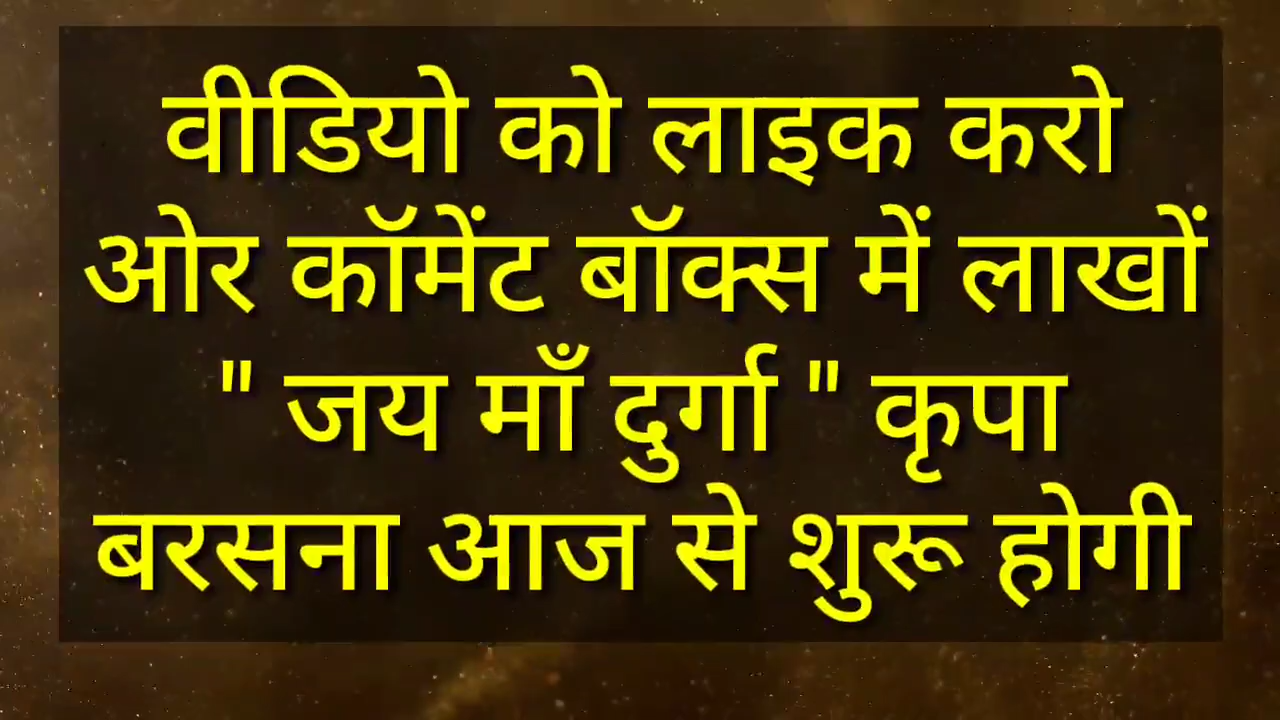 वीडियो को लाइक करो
ओर कॉमेंट बॉक्स में लाखों
" जय माँ दुर्गा " कृपा
बरसना आज से शुरू होगी